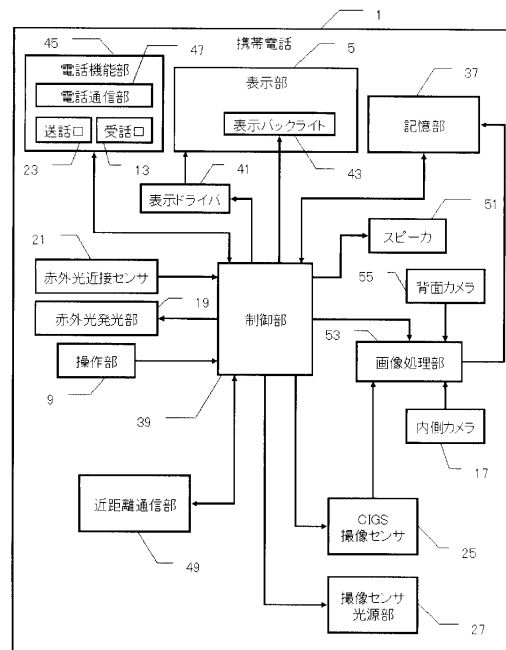 1
携帯電話
45
47
電話機能部
電話通信部
送話口
受話口
23
13
5
表示部
表示バックライト
43
37
記憶部
41
表示ドライバ
51
スピーカ
21
赤外光近接センサ
19
赤外光発光部
制御部
55
背面カメラ
53
画像処理部
操作部
9
39
内側カメラ
17
近距離通信部
49
CIGS
撮像センサ
25
撮像センサ
光源部
27